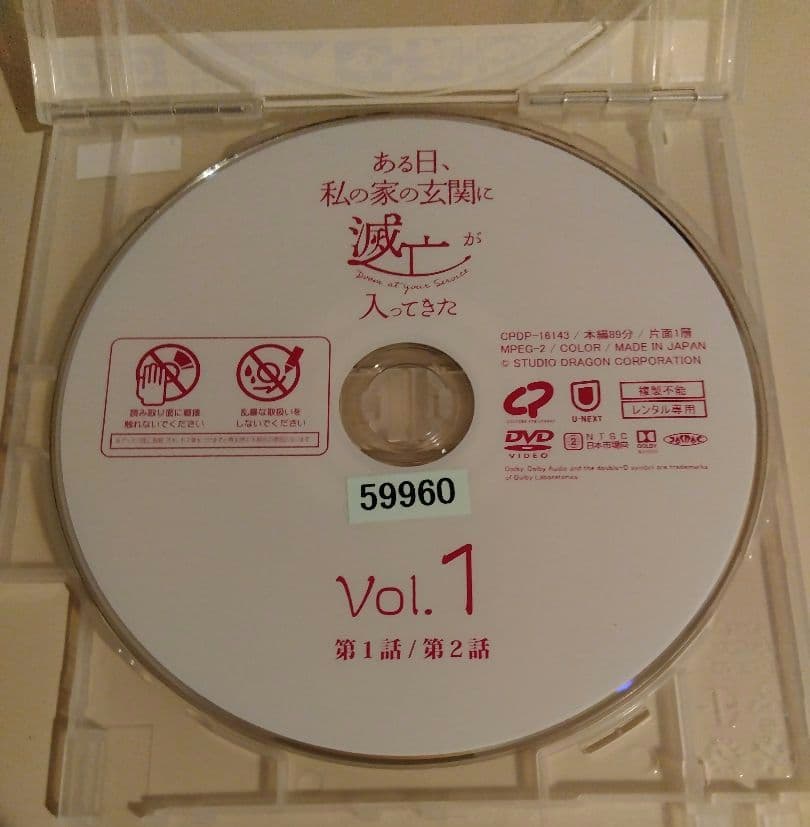 ある日、
私の家の玄関に
滅亡が
Doom at Your Service
入ってきた
読み取り面に直接
触れないでください
乱暴な取扱いを
しないでください
CPDP-16143 / 本編89分 / 片面1層
MPEG-2 / COLOR / MADE IN JAPAN
© STUDIO DRAGON CORPORATION
CP
U-NEXT
複製不能
レンタル専用
DVD
VIDEO
2
NTSC
日本市場向
DOLBY
Dolby, Dolby Audio and the double-D symbol are trademarks
of Dolby Laboratories.
59960
Vol.1
第1話 / 第2話